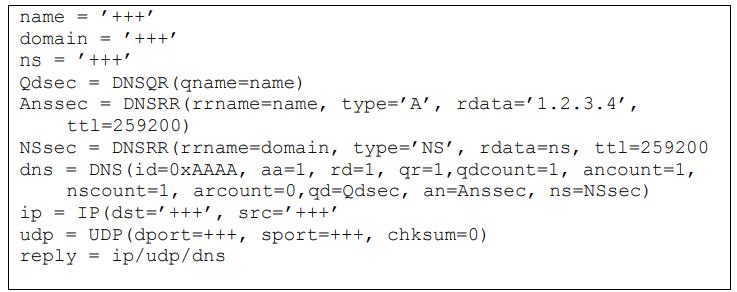 name = ’+++’
domain = ’+++’
ns = ’+++’
Qdsec = DNSQR(qname=name)
Anssec = DNSRR(rrname=name, type=’A’, rdata=’1.2.3.4’,
ttl=259200)
NSsec = DNSRR(rrname=domain, type=’NS’, rdata=ns, ttl=259200
dns = DNS(id=0xAAAA, aa=1, rd=1, qr=1,qdcount=1, ancount=1,
nscount=1, arcount=0,qd=Qdsec, an=Anssec, ns=NSsec)
ip = IP(dst=’+++’, src=’+++’
udp = UDP(dport=+++, sport=+++, chksum=0)
reply = ip/udp/dns